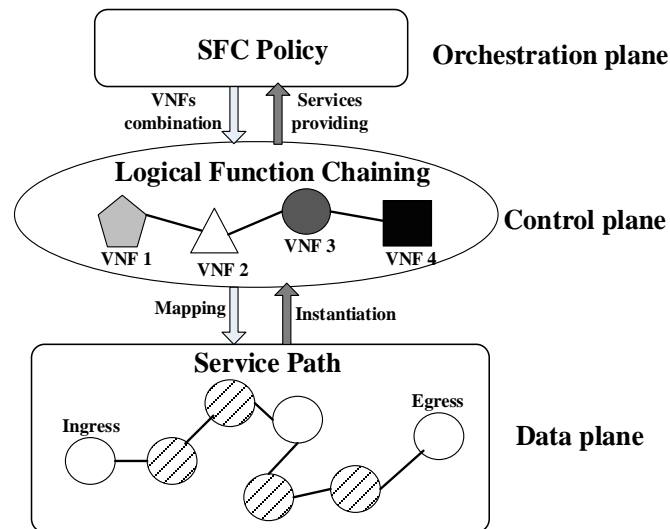 SFC Policy
Orchestration plane
VNFs
combination
Services
providing
Logical Function Chaining
VNF 1
VNF 2
VNF 3
VNF 4
Control plane
Mapping
Instantiation
Service Path
Ingress
Egress
Data plane